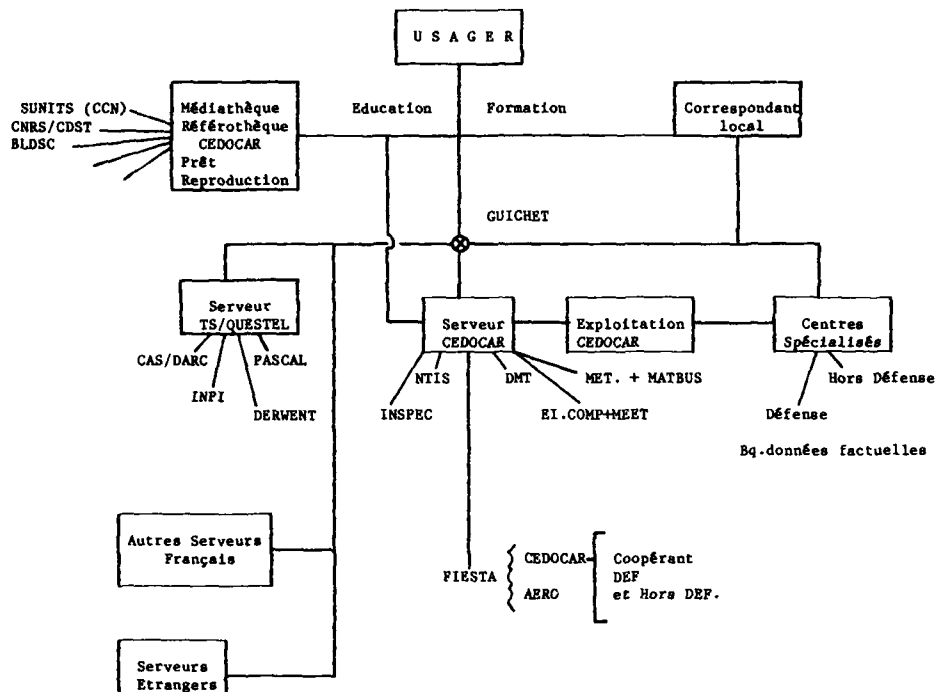 U S A G E R
SUNITS (CCN)
CNRS/CDST
BLDSC
Médiathèque
Référothèque
CEDOCAR
Prêt
Reproduction
Education
Formation
Correspondant
local
GUICHET
Serveur
TS/QUESTEL
CAS/DARC
PASCAL
INPI
DERWENT
Serveur
CEDOCAR
NTIS
DMT
MET. + MATBUS
INSPEC
EI.COMP+MEET
Exploitation
CEDOCAR
Centres
Spécialisés
Hors Défense
Défense
Bq.données factuelles
Autres Serveurs
Français
FIESTA
CEDOCAR
AERO
Coopérant
DEF
et Hors DEF.
Serveurs
Etrangers